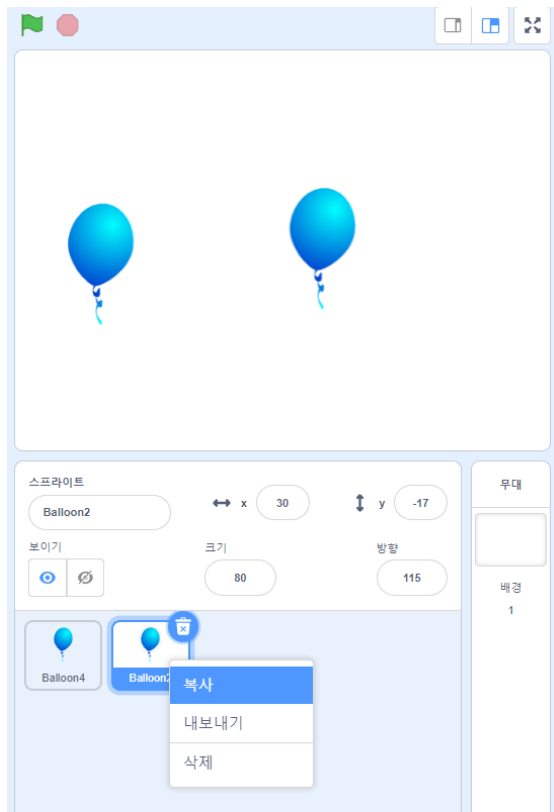 스프라이트
Balloon2
x 30
y -17
보이기
크기
80
방향
115
무대
배경
1
Balloon4
Balloon2
복사
내보내기
삭제